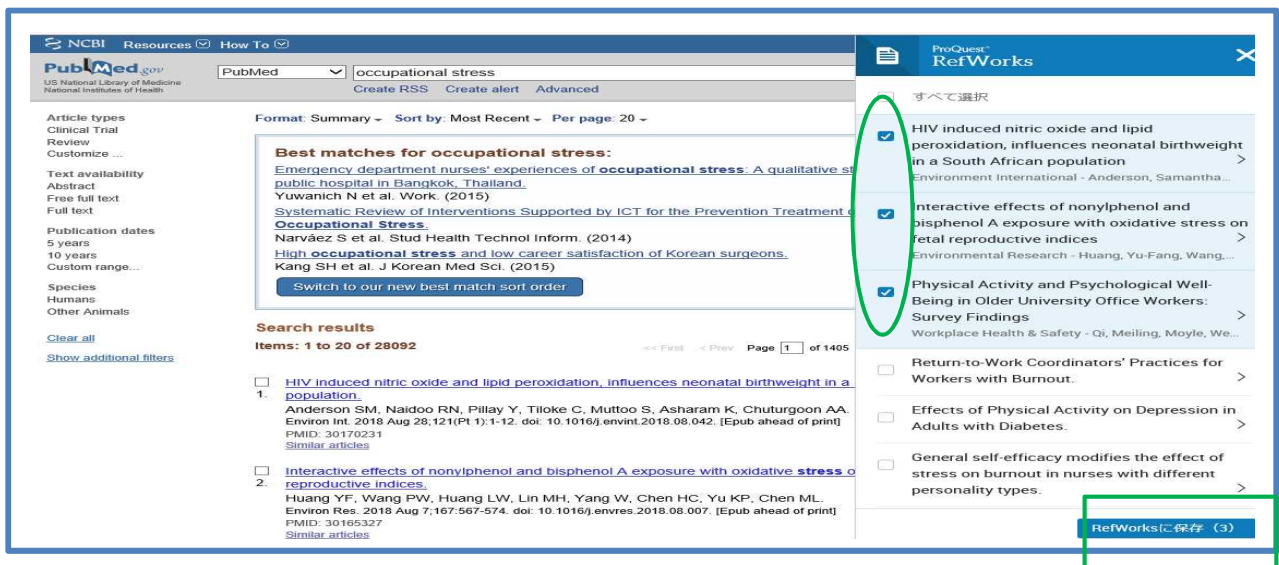 NCBI Resources How To
PubMed.gov
US National Library of Medicine
National Institutes of Health
PubMed
occupational stress
Create RSS Create alert Advanced
Article types
Clinical Trial
Review
Customize ...
Text availability
Abstract
Free full text
Full text
Publication dates
5 years
10 years
Custom range...
Species
Humans
Other Animals
Clear all
Show additional filters
Format: Summary Sort by: Most Recent Per page: 20
Best matches for occupational stress:
Emergency department nurses' experiences of occupational stress: A qualitative st
public hospital in Bangkok, Thailand.
Yuwanich N et al. Work. (2015)
Systematic Review of Interventions Supported by ICT for the Prevention Treatment
Occupational Stress.
Narváez S et al. Stud Health Technol Inform. (2014)
High occupational stress and low career satisfaction of Korean surgeons.
Kang SH et al. J Korean Med Sci. (2015)
Switch to our new best match sort order
Search results
Items: 1 to 20 of 28092
<< First < Prev Page 1 of 1405
HIV induced nitric oxide and lipid peroxidation, influences neonatal birthweight in a
1. population.
Anderson SM, Naidoo RN, Pillay Y, Tiloke C, Muttoo S, Asharam K, Chuturgoon AA.
Environ Int. 2018 Aug 28;121(Pt 1):1-12. doi: 10.1016/j.envint.2018.08.042. [Epub ahead of print]
PMID: 30170231
Similar articles
Interactive effects of nonylphenol and bisphenol A exposure with oxidative stress o
2. reproductive indices.
Huang YF, Wang PW, Huang LW, Lin MH, Yang W, Chen HC, Yu KP, Chen ML.
Environ Res. 2018 Aug 7;167:567-574. doi: 10.1016/j.envres.2018.08.007. [Epub ahead of print]
PMID: 30165327
Similar articles
ProQuest
RefWorks
すべて選択
HIV induced nitric oxide and lipid
peroxidation, influences neonatal birthweight
in a South African population
Environment International - Anderson, Samantha...
Interactive effects of nonylphenol and
bisphenol A exposure with oxidative stress on
fetal reproductive indices
Environmental Research - Huang, Yu-Fang, Wang,...
Physical Activity and Psychological Well-
Being in Older University Office Workers:
Survey Findings
Workplace Health & Safety - Qi, Meiling, Moyle, We...
Return-to-Work Coordinators' Practices for
Workers with Burnout.
Effects of Physical Activity on Depression in
Adults with Diabetes.
General self-efficacy modifies the effect of
stress on burnout in nurses with different
personality types.
RefWorksに保存（3）